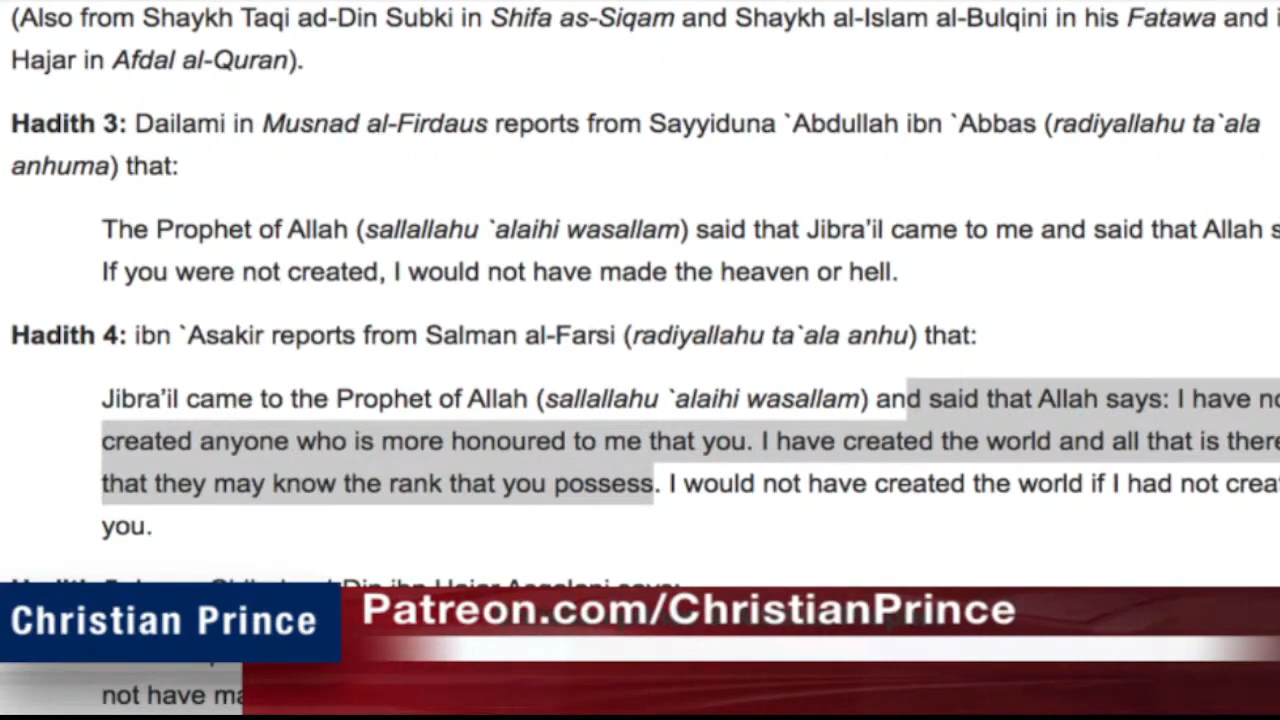 (Also from Shaykh Taqi ad-Din Subki in Shifa as-Siqam and Shaykh al-Islam al-Bulqini in his Fatawa and i
Hajar in Afdal al-Quran).
Hadith 3: Dailami in Musnad al-Firdaus reports from Sayyiduna `Abdullah ibn `Abbas (radiyallahu ta`ala
anhuma) that:
The Prophet of Allah (sallallahu `alaihi wasallam) said that Jibra'il came to me and said that Allah s
If you were not created, I would not have made the heaven or hell.
Hadith 4: ibn `Asakir reports from Salman al-Farsi (radiyallahu ta`ala anhu) that:
Jibra'il came to the Prophet of Allah (sallallahu `alaihi wasallam) and said that Allah says: I have no
created anyone who is more honoured to me that you. I have created the world and all that is there
that they may know the rank that you possess. I would not have created the world if I had not crea
you.
Christian Prince
Patreon.com/ChristianPrince
not have ma